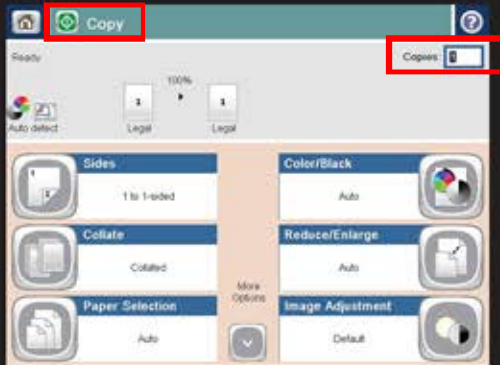 Copy
Ready
Copies:
1
100%
1
1
Auto detect
Legal
Legal
Sides
1 to 1-sided
Color/Black
Auto
Collate
Collated
Reduce/Enlarge
Auto
More
Options
Paper Selection
Auto
Image Adjustment
Default